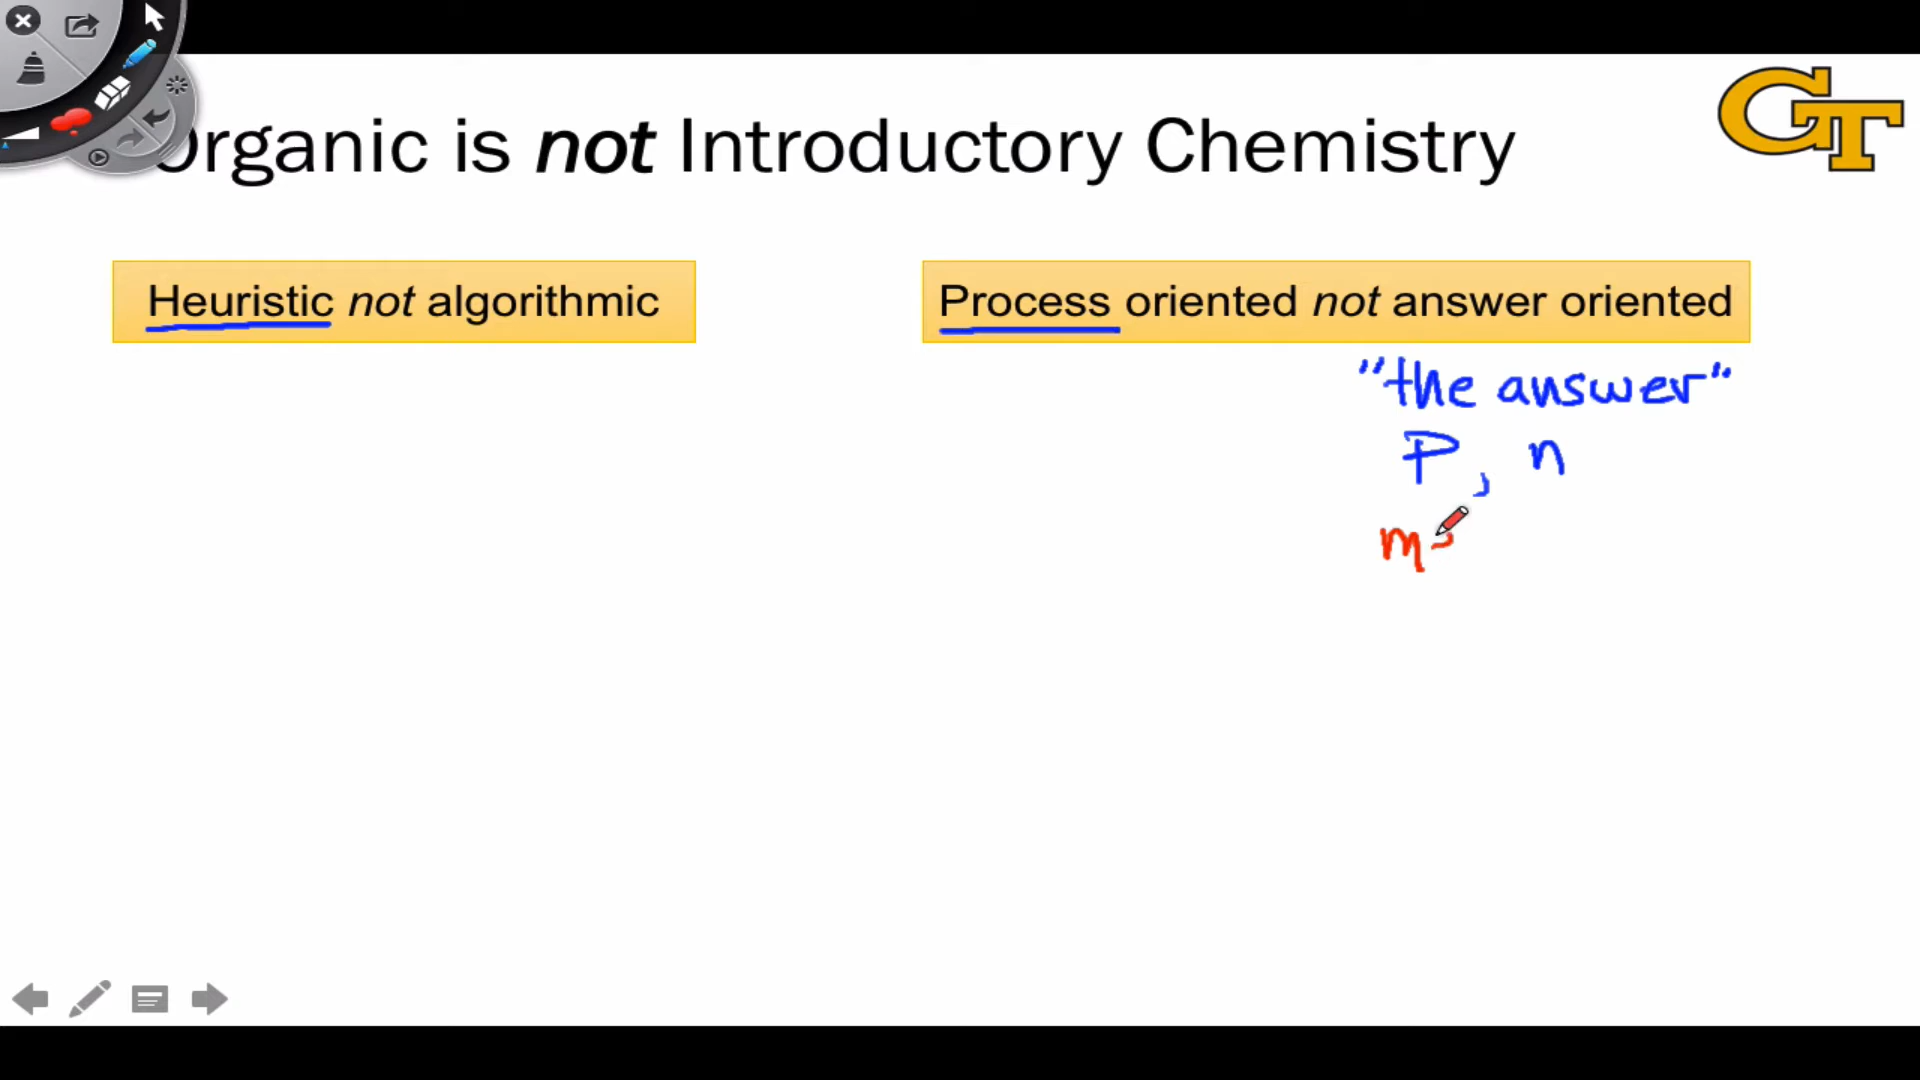 Organic is not Introductory Chemistry
GT
Heuristic not algorithmic
Process oriented not answer oriented
"the answer"
P, n
m,